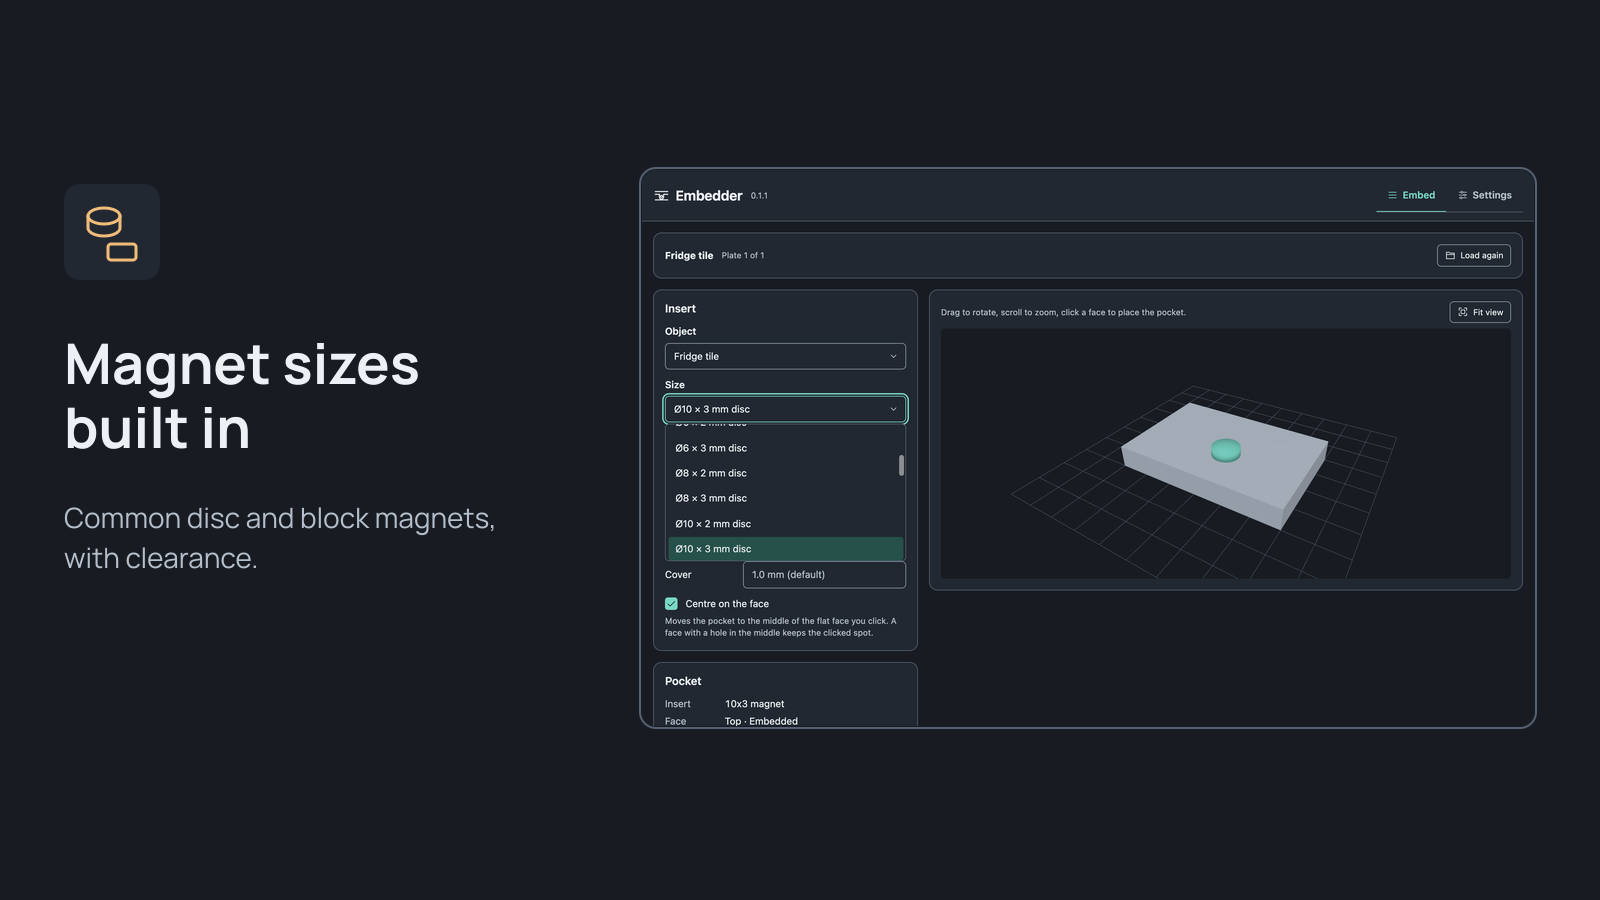 Magnet sizes
built in
Common disc and block magnets,
with clearance.
Embedder 0.1.1
Embed
Settings
Fridge tile Plate 1 of 1
Load again
Insert
Object
Fridge tile
Size
Ø10 × 3 mm disc
Ø6 × 3 mm disc
Ø8 × 2 mm disc
Ø8 × 3 mm disc
Ø10 × 2 mm disc
Ø10 × 3 mm disc
Cover 1.0 mm (default)
Centre on the face
Moves the pocket to the middle of the flat face you click. A
face with a hole in the middle keeps the clicked spot.
Pocket
Insert 10x3 magnet
Face Top · Embedded
Drag to rotate, scroll to zoom, click a face to place the pocket.
Fit view